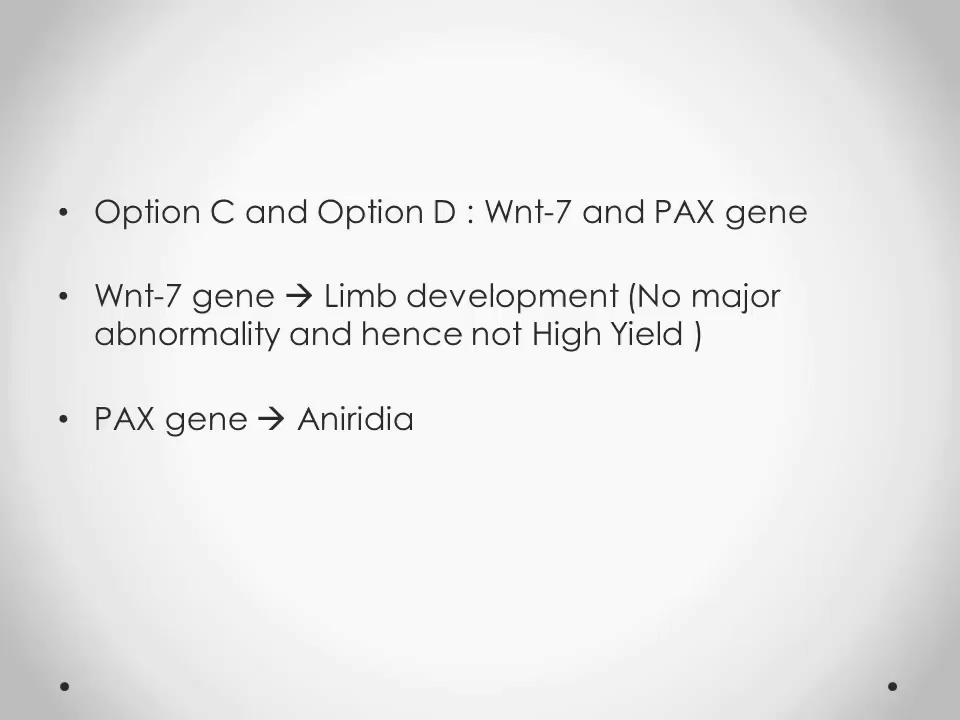 • Option C and Option D : Wnt-7 and PAX gene
• Wnt-7 gene → Limb development (No major
abnormality and hence not High Yield )
• PAX gene → Aniridia